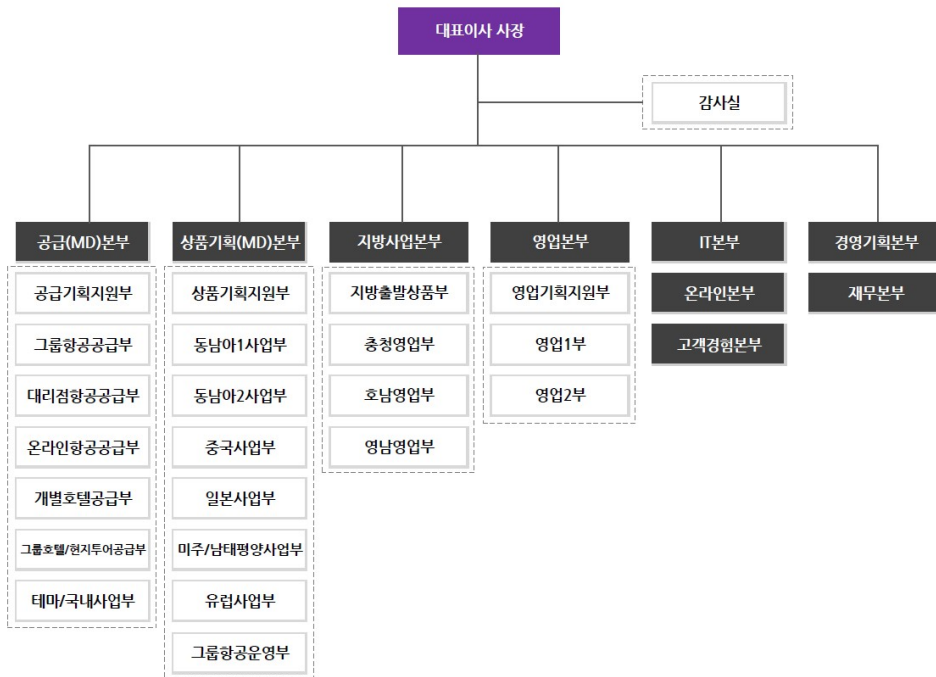 대표이사 사장
감사실
공급(MD)본부
공급기획지원부
그룹항공공급부
대리점항공공급부
온라인항공공급부
개별호텔공급부
그룹호텔/현지투어공급부
테마/국내사업부
상품기획(MD)본부
상품기획지원부
동남아1사업부
동남아2사업부
중국사업부
일본사업부
미주/남태평양사업부
유럽사업부
그룹항공운영부
지방사업본부
지방출발상품부
충청영업부
호남영업부
영남영업부
영업본부
영업기획지원부
영업1부
영업2부
IT본부
온라인본부
고객경험본부
경영기획본부
재무본부